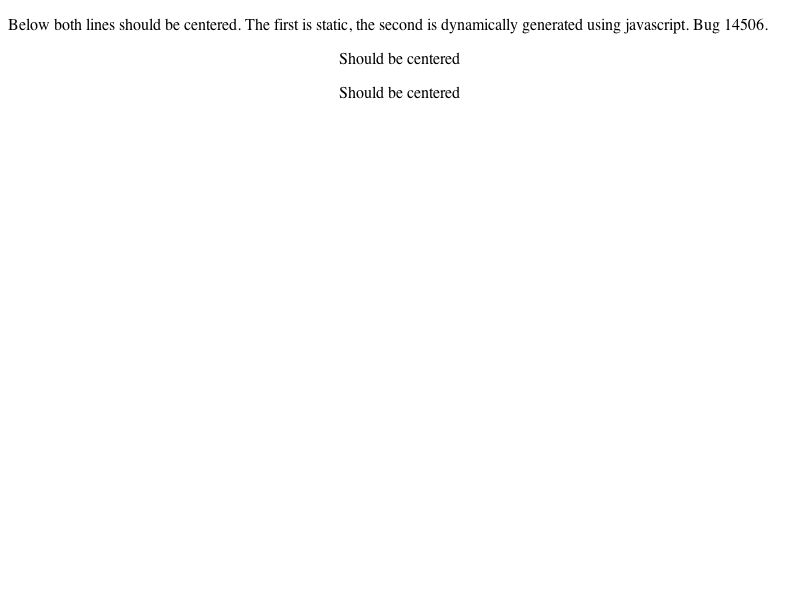 Below both lines should be centered. The first is static, the second is dynamically generated using javascript. Bug 14506.
Should be centered
Should be centered